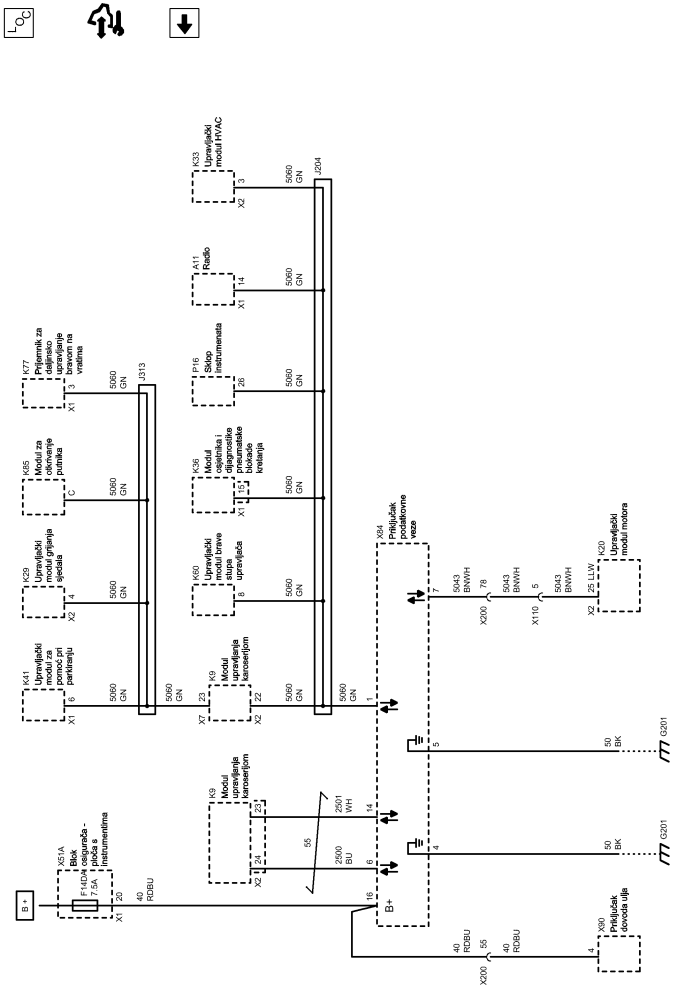 B +
X51A
Blok
osigurača -
ploča s
instrumentima
F14DA
7.5A
X1
20
40
RDBU
K41
Upravljački
modul za
pomoć pri
parkiranju
X1
6
5060
GN
K29
Upravljački
modul grijanja
sjedala
X2
4
5060
GN
K85
Modul za
otkrivanje
putnika
C
5060
GN
K77
Prijemnik za
daljinsko
upravljanje
bravom na
vratima
X1
3
5060
GN
J313
LOC
5060
GN
K9
Modul
upravljanja
karoserijom
X2
24
23
55
2500
BU
2501
WH
X7
23
K9
Modul
upravljanja
karoserijom
X2
22
5060
GN
K60
Upravljački
modul brave
stupa
upravljača
8
5060
GN
K36
Modul
osjetnika i
dijagnostike
pneumatske
blokade
kretanja
X1
15
5060
GN
P16
Sklop
instrumenata
26
5060
GN
A11
Radio
X1
14
5060
GN
K33
Upravljački
modul HVAC
X2
3
5060
GN
J204
5060
GN
16
6
14
1
B+
X84
Priključak
podatkovne
veze
4
5
7
40
RDBU
X200
55
40
RDBU
4
X90
Priključak
dovoda ulja
50
BK
G201
50
BK
G201
5043
BNWH
X200
78
5043
BNWH
X110
5
5043
BNWH
X2
25 LLW
K20
Upravljački
modul motora